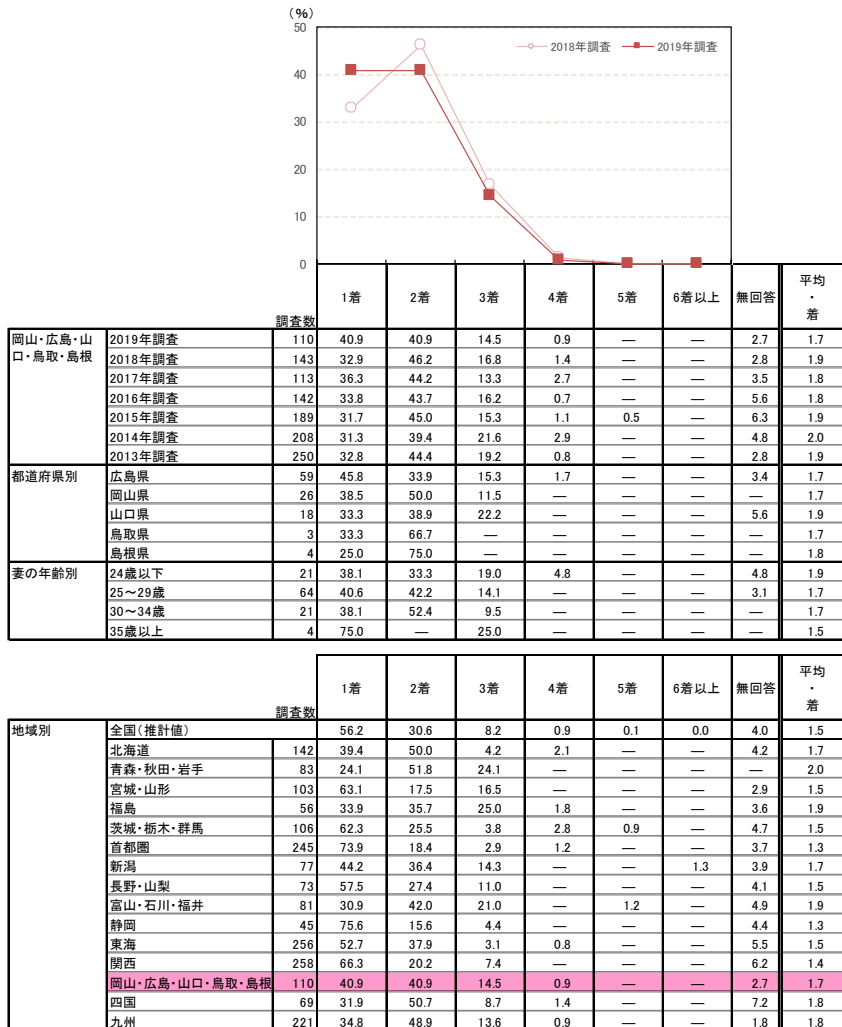 (%)
50
40
30
20
10
0
2018年調査 2019年調査
調査数 1着 2着 3着 4着 5着 6着以上 無回答 平均・着
岡山・広島・山口・鳥取・島根 2019年調査 110 40.9 40.9 14.5 0.9 — — 2.7 1.7
2018年調査 143 32.9 46.2 16.8 1.4 — — 2.8 1.9
2017年調査 113 36.3 44.2 13.3 2.7 — — 3.5 1.8
2016年調査 142 33.8 43.7 16.2 0.7 — — 5.6 1.8
2015年調査 189 31.7 45.0 15.3 1.1 0.5 — 6.3 1.9
2014年調査 208 31.3 39.4 21.6 2.9 — — 4.8 2.0
2013年調査 250 32.8 44.4 19.2 0.8 — — 2.8 1.9
都道府県別 広島県 59 45.8 33.9 15.3 1.7 — — 3.4 1.7
岡山県 26 38.5 50.0 11.5 — — — — 1.7
山口県 18 33.3 38.9 22.2 — — — 5.6 1.9
鳥取県 3 33.3 66.7 — — — — — 1.7
島根県 4 25.0 75.0 — — — — — 1.8
妻の年齢別 24歳以下 21 38.1 33.3 19.0 4.8 — — 4.8 1.9
25～29歳 64 40.6 42.2 14.1 — — — 3.1 1.7
30～34歳 21 38.1 52.4 9.5 — — — — 1.7
35歳以上 4 75.0 — 25.0 — — — — 1.5
調査数 1着 2着 3着 4着 5着 6着以上 無回答 平均・着
地域別 全国(推計値) 56.2 30.6 8.2 0.9 0.1 0.0 4.0 1.5
北海道 142 39.4 50.0 4.2 2.1 — — 4.2 1.7
青森・秋田・岩手 83 24.1 51.8 24.1 — — — — 2.0
宮城・山形 103 63.1 17.5 16.5 — — — 2.9 1.5
福島 56 33.9 35.7 25.0 1.8 — — 3.6 1.9
茨城・栃木・群馬 106 62.3 25.5 3.8 2.8 0.9 — 4.7 1.5
首都圏 245 73.9 18.4 2.9 1.2 — — 3.7 1.3
新潟 77 44.2 36.4 14.3 — — 1.3 3.9 1.7
長野・山梨 73 57.5 27.4 11.0 — — — 4.1 1.5
富山・石川・福井 81 30.9 42.0 21.0 — 1.2 — 4.9 1.9
静岡 45 75.6 15.6 4.4 — — — 4.4 1.3
東海 256 52.7 37.9 3.1 0.8 — — 5.5 1.5
関西 258 66.3 20.2 7.4 — — — 6.2 1.4
岡山・広島・山口・鳥取・島根 110 40.9 40.9 14.5 0.9 — — 2.7 1.7
四国 69 31.9 50.7 8.7 1.4 — — 7.2 1.8
九州 221 34.8 48.9 13.6 0.9 — — 1.8 1.8